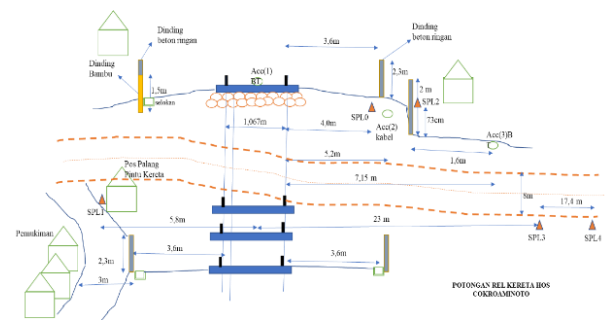 Dinding
beton ringan
Dinding
Bambu
1,5m
selokan
Acc(1)
BT
3,6m
Dinding
beton ringan
2,3m
2 m
SPL2
73cm
SPL0
Acc(2)
kabel
Acc(3)B
1,067m
4,0m
5,2m
1,6m
7,15 m
8m
17,4 m
Pos Palang
Pintu Kereta
SPL1
5,8m
23 m
SPL3
SPL4
Pemukiman
2,3m
3,6m
3,6m
3m
POTONGAN REL KERETA HOS
COKROAMINOTO